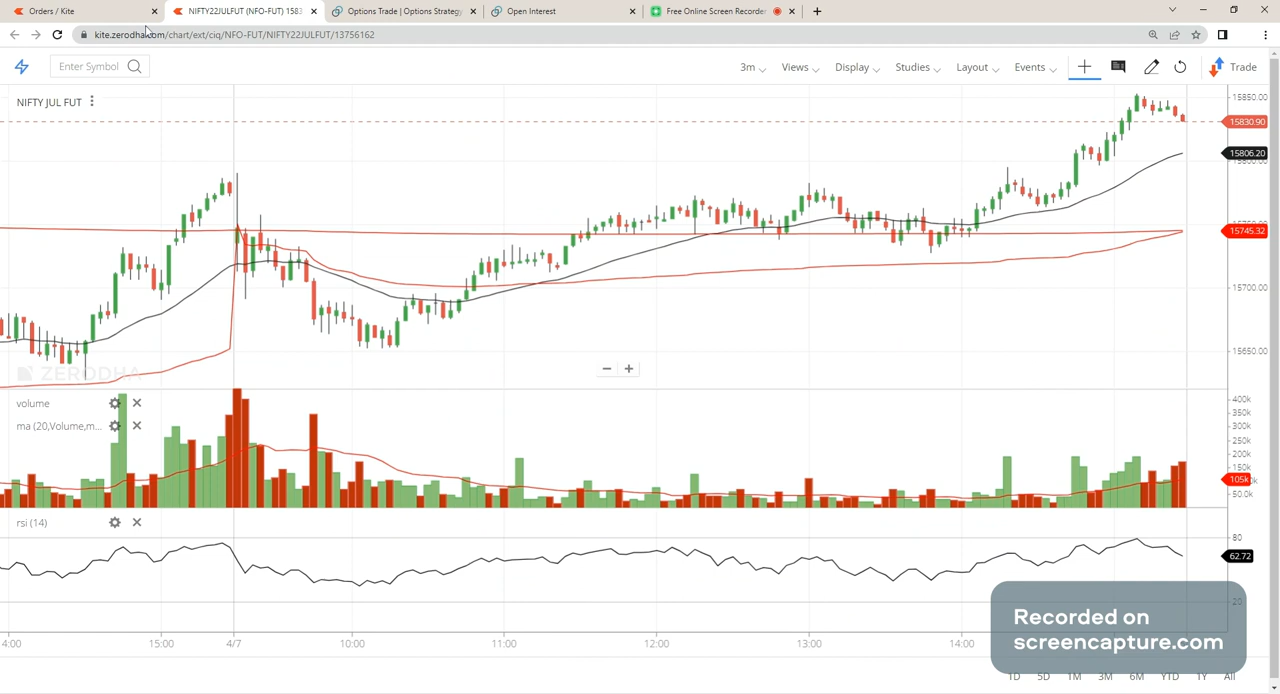 Orders / Kite
NIFTY22JULFUT (NFO-FUT) 1583
Options Trade | Options Strategy
Open Interest
Free Online Screen Recorder
kite.zerodha.com/chart/ext/ciq/NFO-FUT/NIFTY22JULFUT/13756162
Enter Symbol
3m
Views
Display
Studies
Layout
Events
Trade
NIFTY JUL FUT
15850.00
15830.90
15806.20
15745.32
15700.00
15650.00
ZERODHA
volume
ma (20,Volume,m...
400k
350k
300k
250k
200k
150k
105k
50.0k
rsi (14)
80
62.72
20
4:00
15:00
4/7
10:00
11:00
12:00
13:00
14:00
Recorded on
screencapture.com
1D
5D
1M
3M
6M
YTD
1Y
All